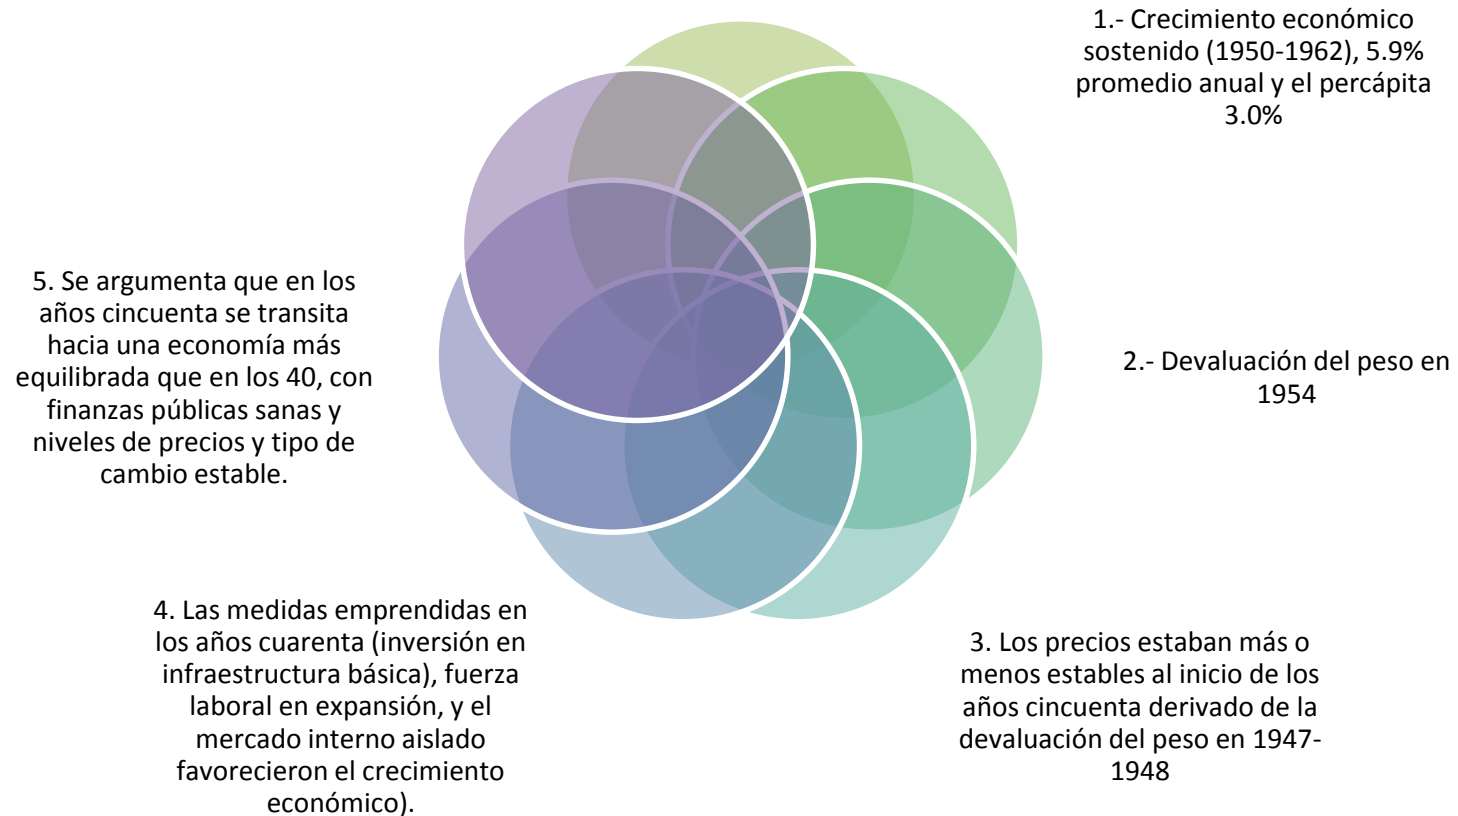 1.- Crecimiento económico
sostenido (1950-1962), 5.9%
promedio anual y el percápita
3.0%
2.- Devaluación del peso en
1954
3. Los precios estaban más o
menos estables al inicio de los
años cincuenta derivado de la
devaluación del peso en 1947-
1948
4. Las medidas emprendidas en
los años cuarenta (inversión en
infraestructura básica), fuerza
laboral en expansión, y el
mercado interno aislado
favorecieron el crecimiento
económico).
5. Se argumenta que en los
años cincuenta se transita
hacia una economía más
equilibrada que en los 40, con
finanzas públicas sanas y
niveles de precios y tipo de
cambio estable.